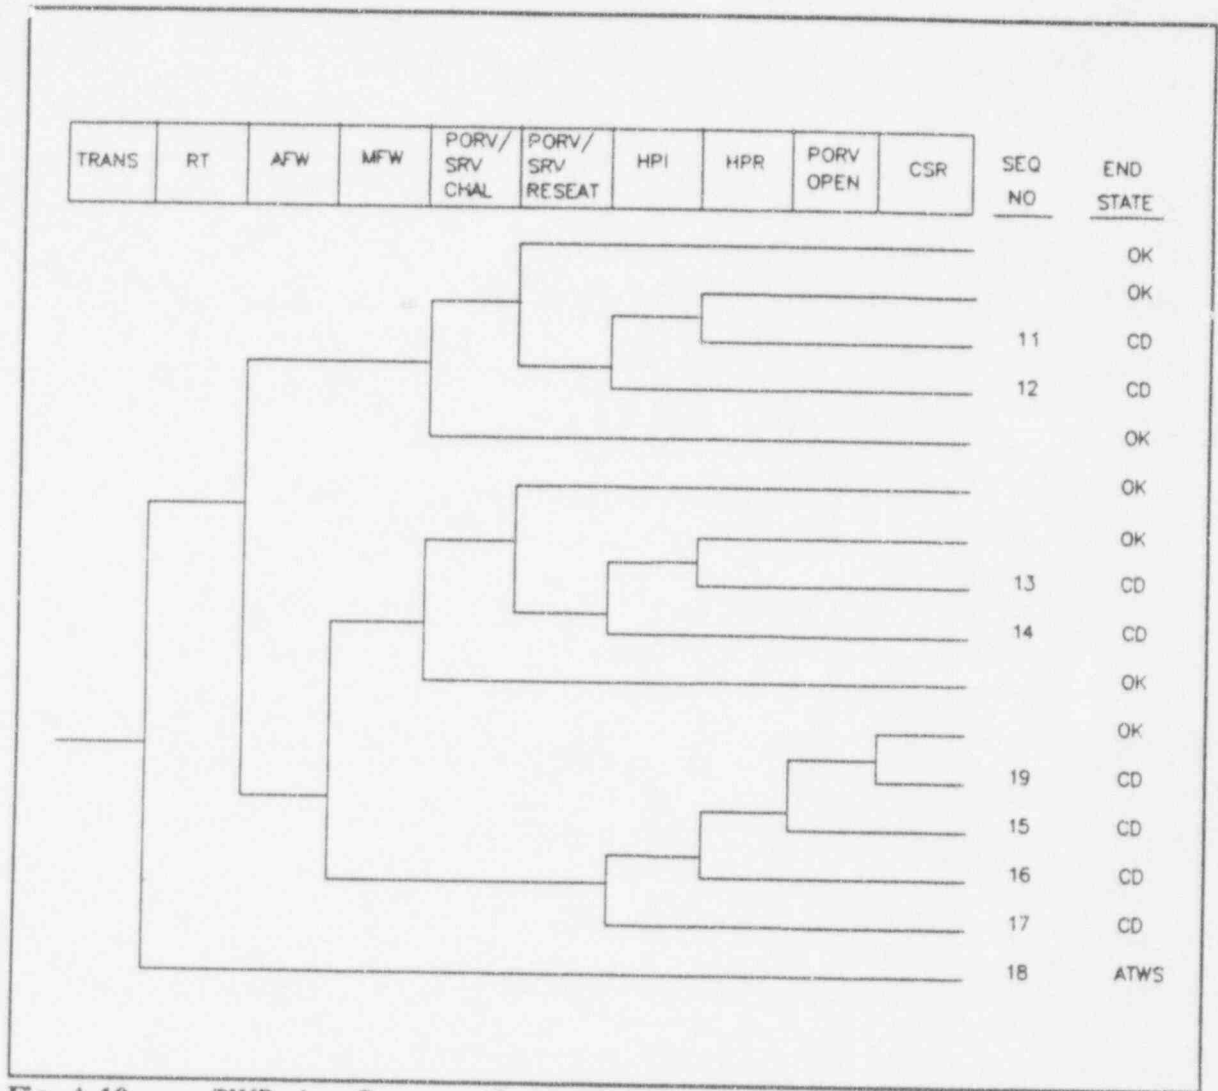 TRANS RT AFW MFW PORV/ SRV CHAL PORV/ SRV RESEAT HPI HPR PORV OPEN CSR SEQ NO END STATE
OK
OK
11 CD
12 CD
OK
OK
OK
13 CD
14 CD
OK
OK
19 CD
15 CD
16 CD
17 CD
18 ATWS